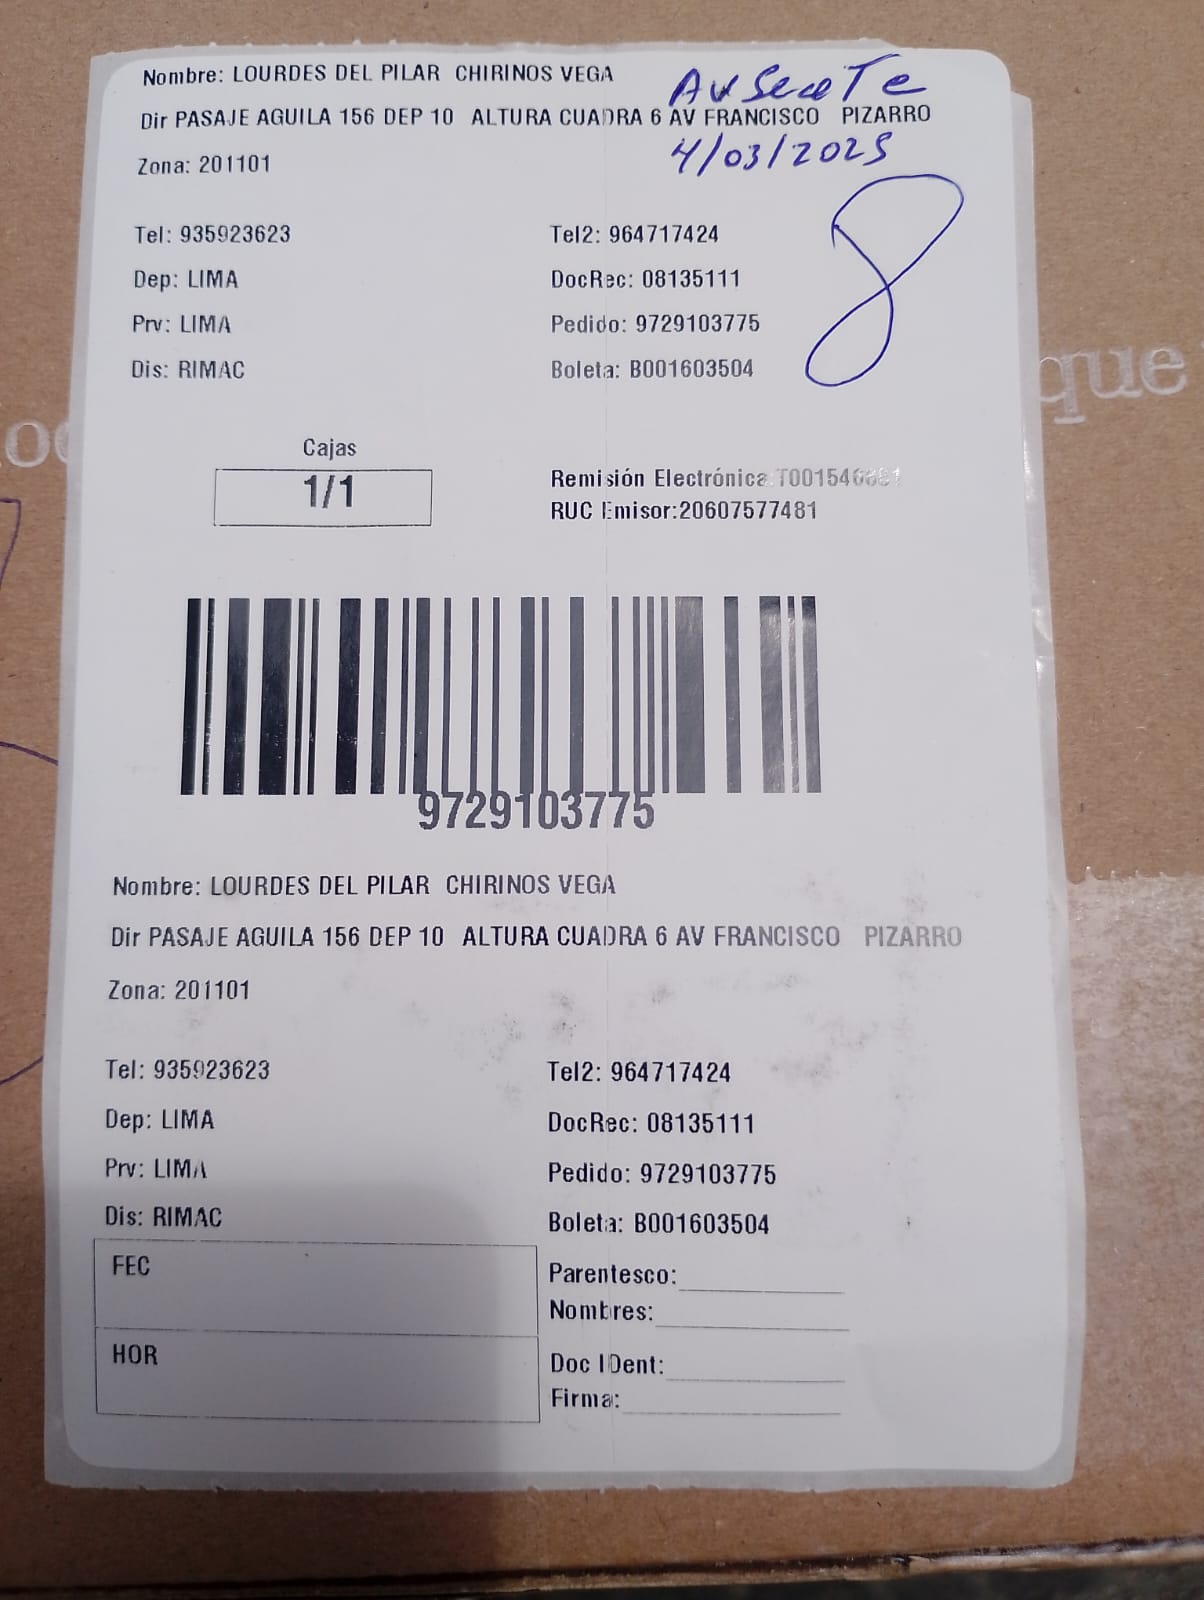 Nombre: LOURDES DEL PILAR CHIRINOS VEGA
AUSeNTe
Dir PASAJE AGUILA 156 DEP 10 ALTURA CUADRA 6 AV FRANCISCO PIZARRO
4/03/2025
Zona: 201101
Tel: 935923623 Tel2: 964717424
Dep: LIMA DocRec: 08135111
Prv: LIMA Pedido: 9729103775
Dis: RIMAC Boleta: B001603504
8
que
Cajas
1/1
Remisión Electrónica:
RUC Emisor:20607577481
9729103775
Nombre: LOURDES DEL PILAR CHIRINOS VEGA
Dir PASAJE AGUILA 156 DEP 10 ALTURA CUADRA 6 AV FRANCISCO PIZARRO
Zona: 201101
Tel: 935923623 Tel2: 964717424
Dep: LIMA DocRec: 08135111
Prv: LIMA Pedido: 9729103775
Dis: RIMAC Boleta: B001603504
FEC
Parentesco:
Nombres:
HOR
Doc IDent:
Firma: